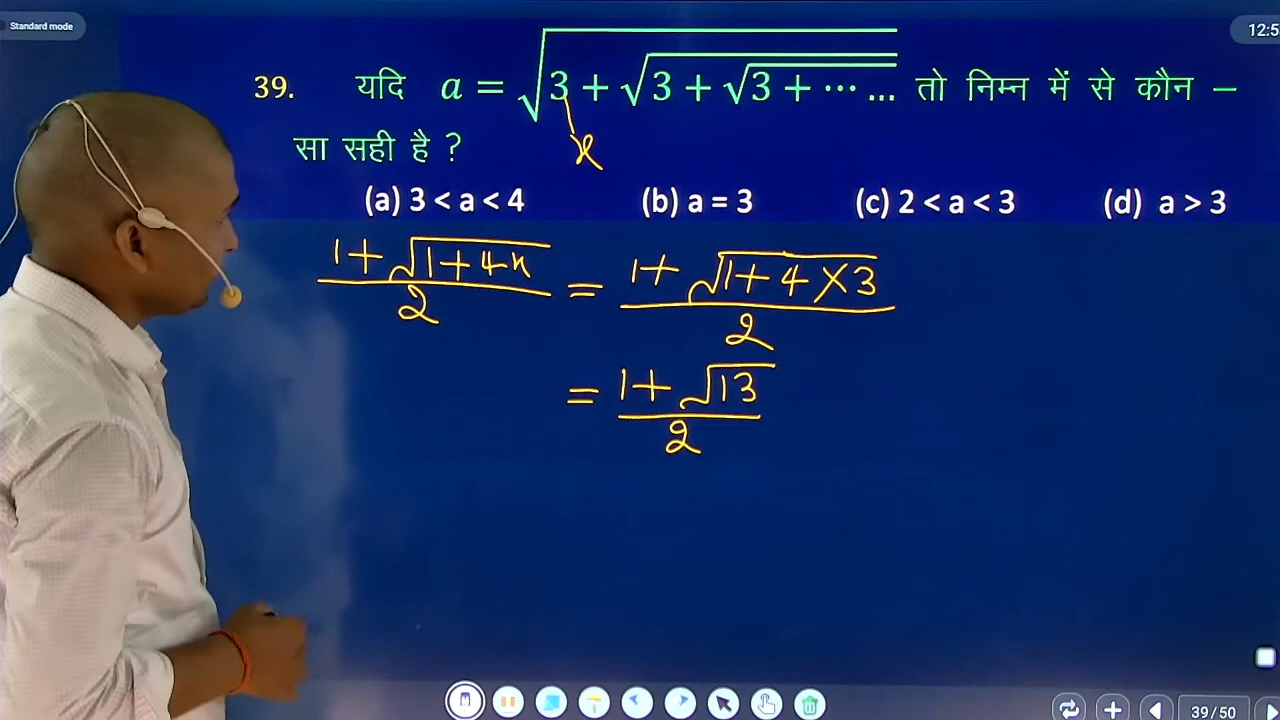 Standard mode
12:5
39. यदि a = √3 + √3 + √3 + ⋯ ... तो निम्न में से कौन –
सा सही है ?
x
(a) 3 < a < 4 (b) a = 3 (c) 2 < a < 3 (d) a > 3
1 + √1 + 4x / 2 = 1 + √1 + 4 × 3 / 2
= 1 + √13 / 2
39 / 50